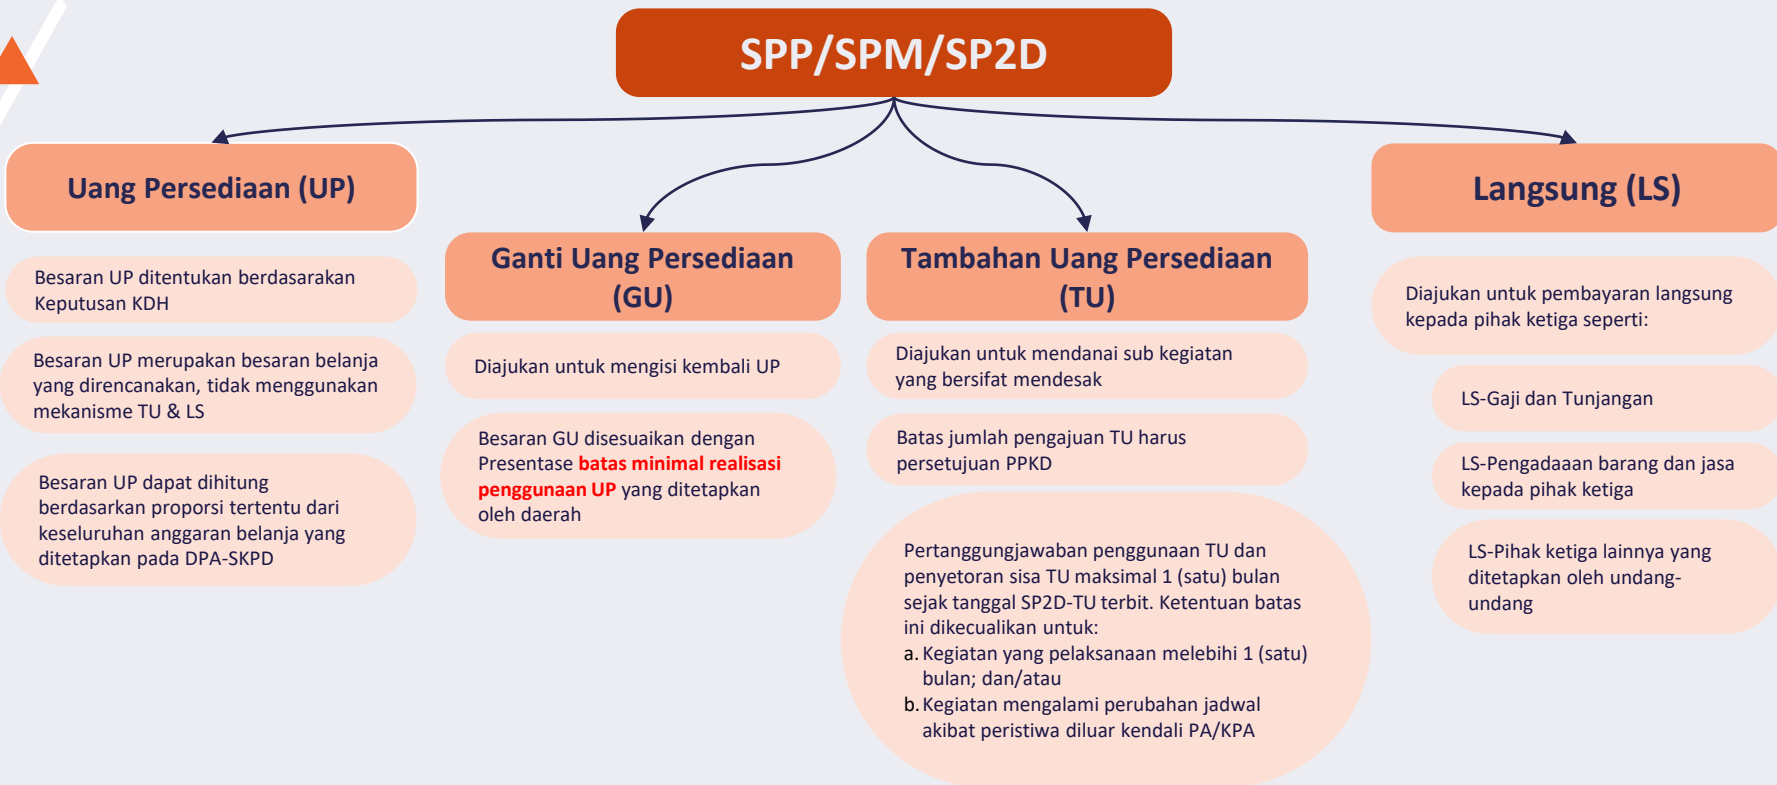 SPP/SPM/SP2D
Uang Persediaan (UP)
Besaran UP ditentukan berdasarakan
Keputusan KDH
Besaran UP merupakan besaran belanja
yang direncanakan, tidak menggunakan
mekanisme TU & LS
Besaran UP dapat dihitung
berdasarkan proporsi tertentu dari
keseluruhan anggaran belanja yang
ditetapkan pada DPA-SKPD
Ganti Uang Persediaan
(GU)
Diajukan untuk mengisi kembali UP
Besaran GU disesuaikan dengan
Presentase batas minimal realisasi
penggunaan UP yang ditetapkan
oleh daerah
Tambahan Uang Persediaan
(TU)
Diajukan untuk mendanai sub kegiatan
yang bersifat mendesak
Batas jumlah pengajuan TU harus
persetujuan PPKD
Pertanggungjawaban penggunaan TU dan
penyetoran sisa TU maksimal 1 (satu) bulan
sejak tanggal SP2D-TU terbit. Ketentuan batas
ini dikecualikan untuk:
a. Kegiatan yang pelaksanaan melebihi 1 (satu)
bulan; dan/atau
b. Kegiatan mengalami perubahan jadwal
akibat peristiwa diluar kendali PA/KPA
Langsung (LS)
Diajukan untuk pembayaran langsung
kepada pihak ketiga seperti:
LS-Gaji dan Tunjangan
LS-Pengadaaan barang dan jasa
kepada pihak ketiga
LS-Pihak ketiga lainnya yang
ditetapkan oleh undang-
undang